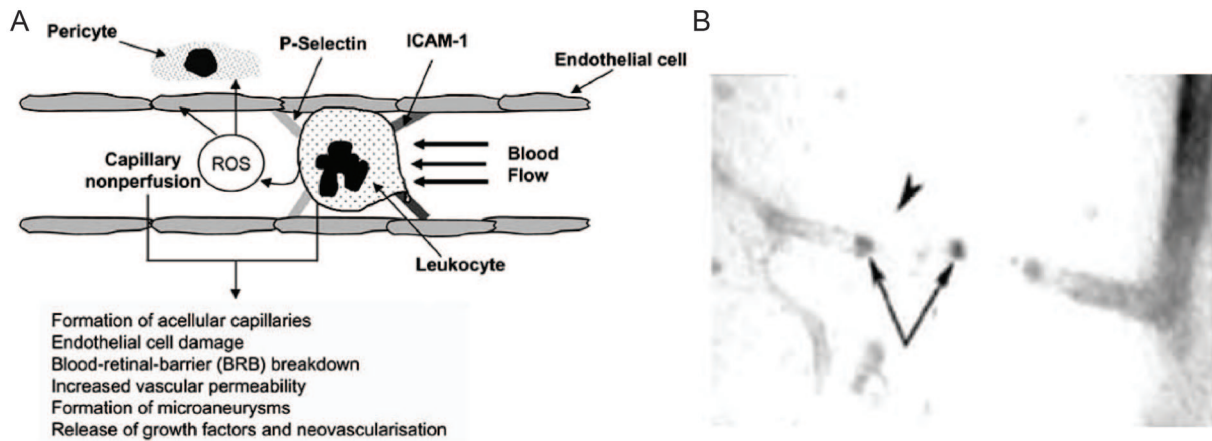 A
B
Pericyte
P-Selectin
ICAM-1
Endothelial cell
ROS
Capillary
nonperfusion
Blood
Flow
Leukocyte
Formation of acellular capillaries
Endothelial cell damage
Blood-retinal-barrier (BRB) breakdown
Increased vascular permeability
Formation of microaneurysms
Release of growth factors and neovascularisation